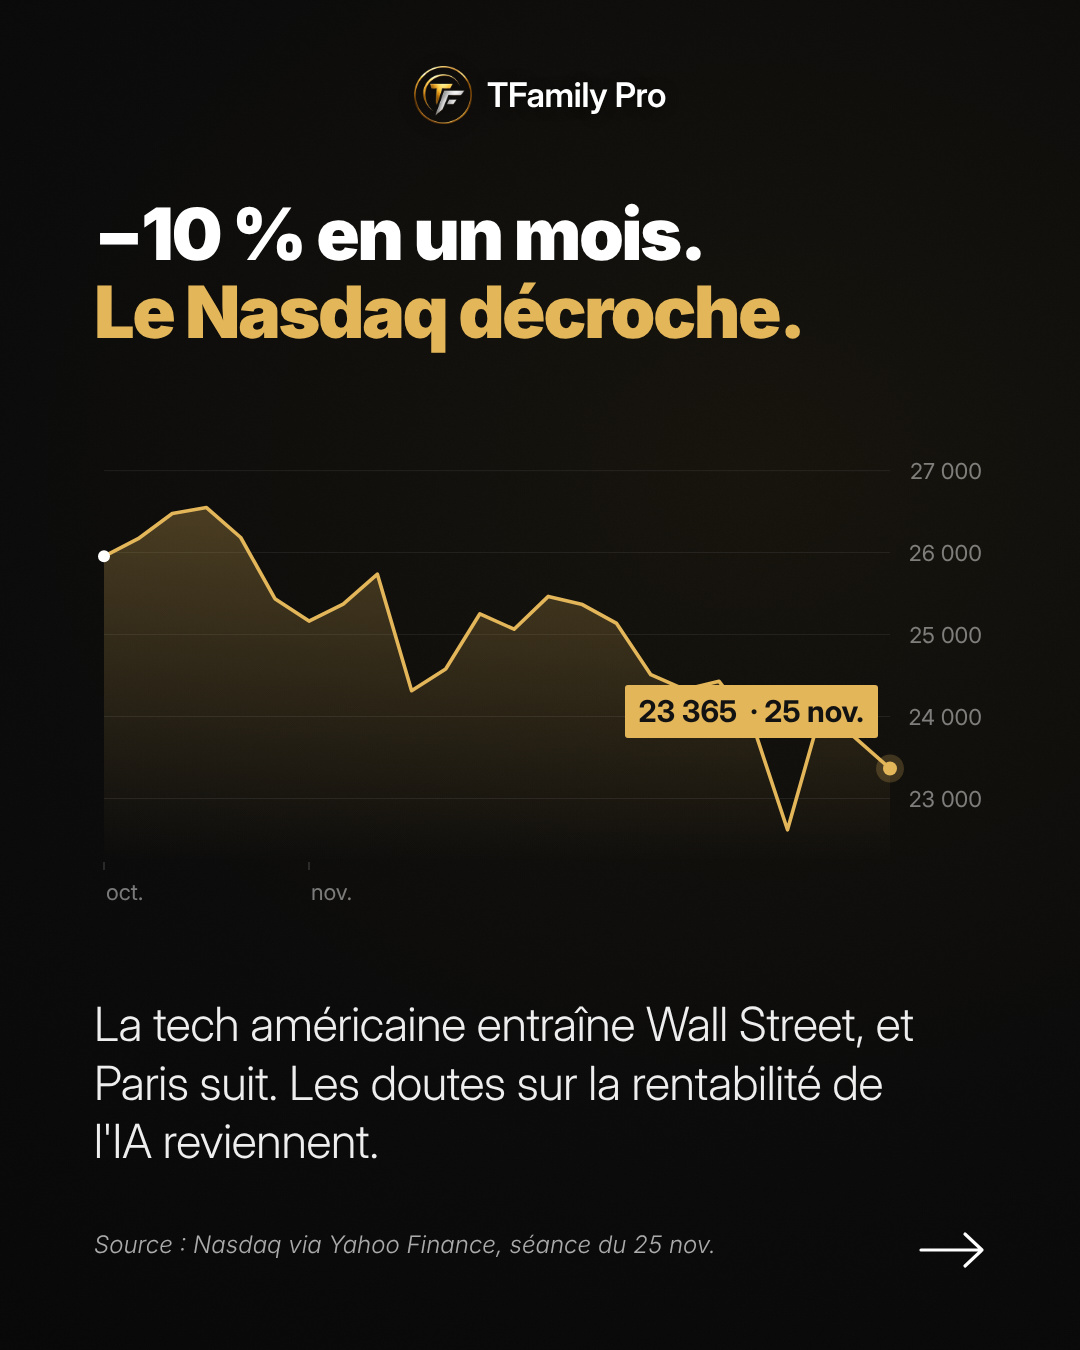 TF TFamily Pro
–10 % en un mois.
Le Nasdaq décroche.
27 000
26 000
25 000
24 000
23 000
23 365 · 25 nov.
oct.
nov.
La tech américaine entraîne Wall Street, et
Paris suit. Les doutes sur la rentabilité de
l'IA reviennent.
Source : Nasdaq via Yahoo Finance, séance du 25 nov.